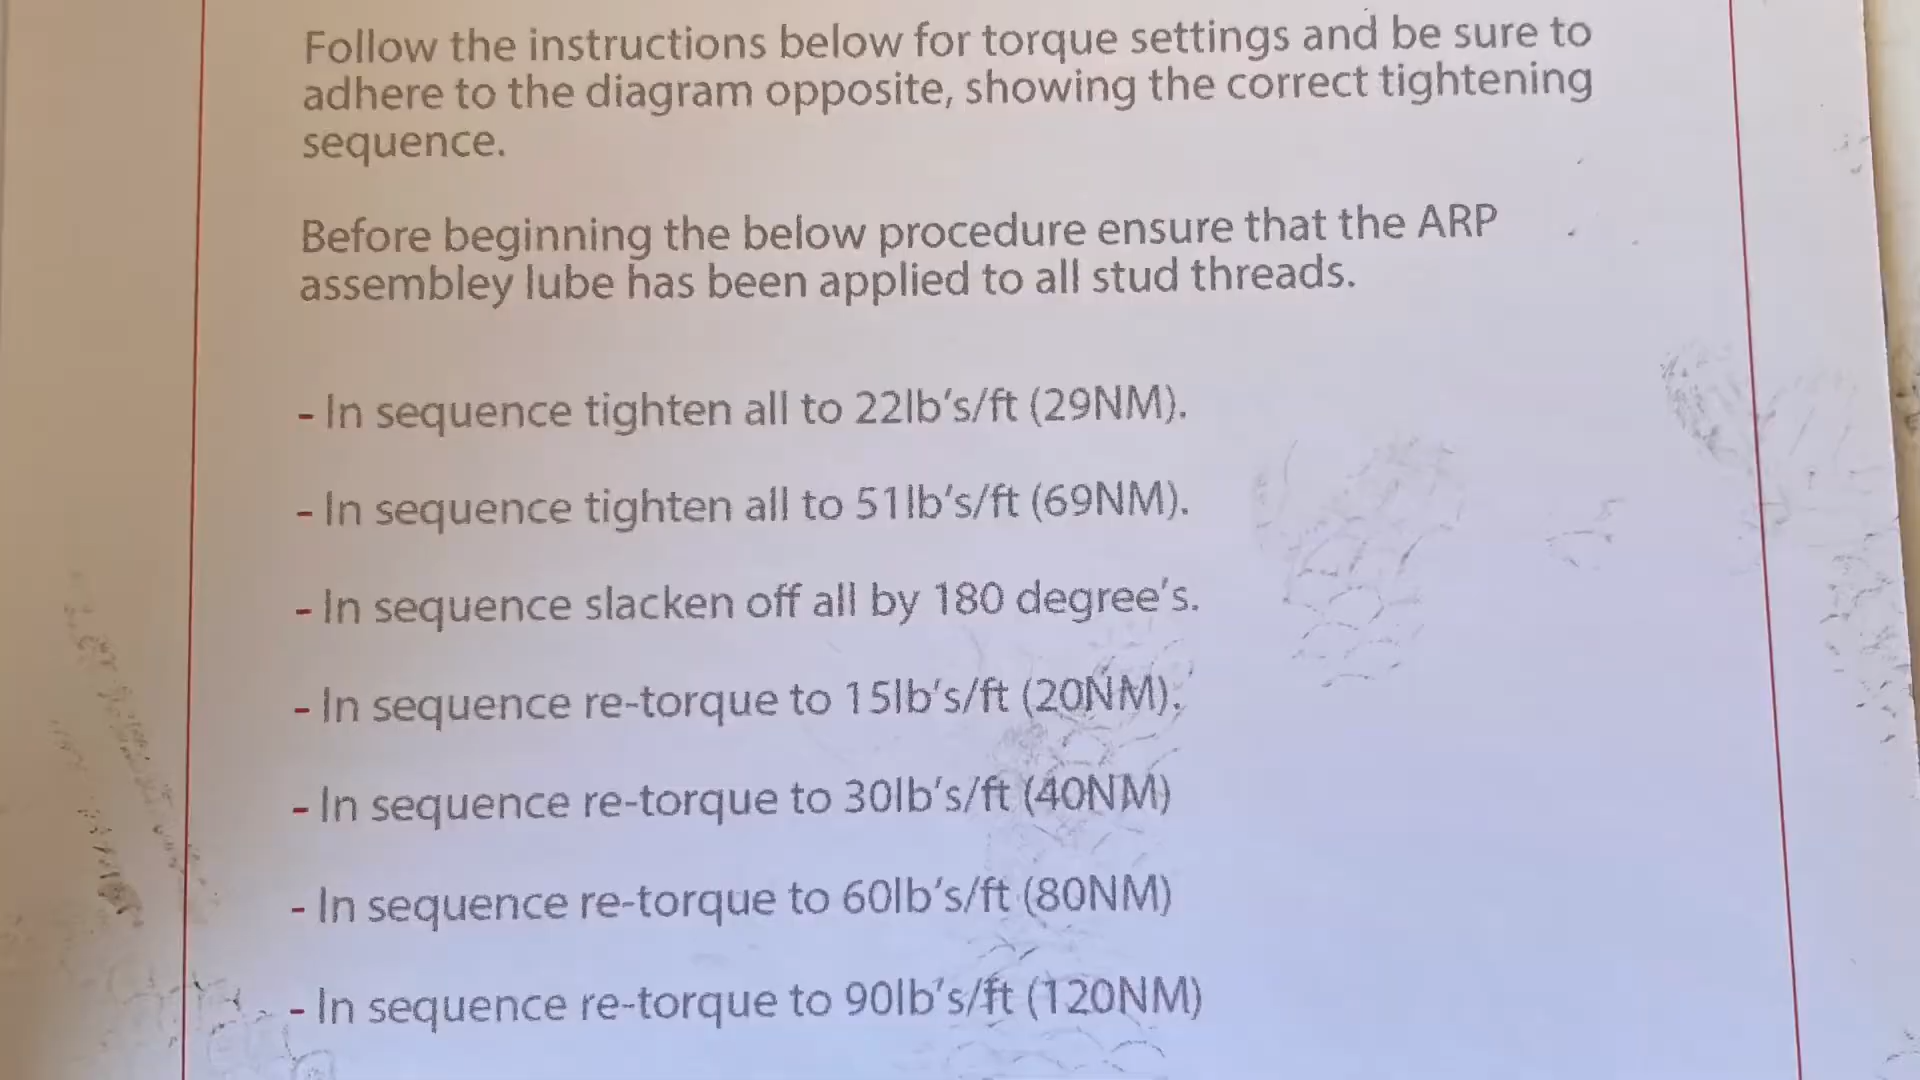 Follow the instructions below for torque settings and be sure to
adhere to the diagram opposite, showing the correct tightening
sequence.
Before beginning the below procedure ensure that the ARP
assembley lube has been applied to all stud threads.
- In sequence tighten all to 22lb's/ft (29NM).
- In sequence tighten all to 51lb's/ft (69NM).
- In sequence slacken off all by 180 degree's.
- In sequence re-torque to 15lb's/ft (20NM).
- In sequence re-torque to 30lb's/ft (40NM)
- In sequence re-torque to 60lb's/ft (80NM)
- In sequence re-torque to 90lb's/ft (120NM)